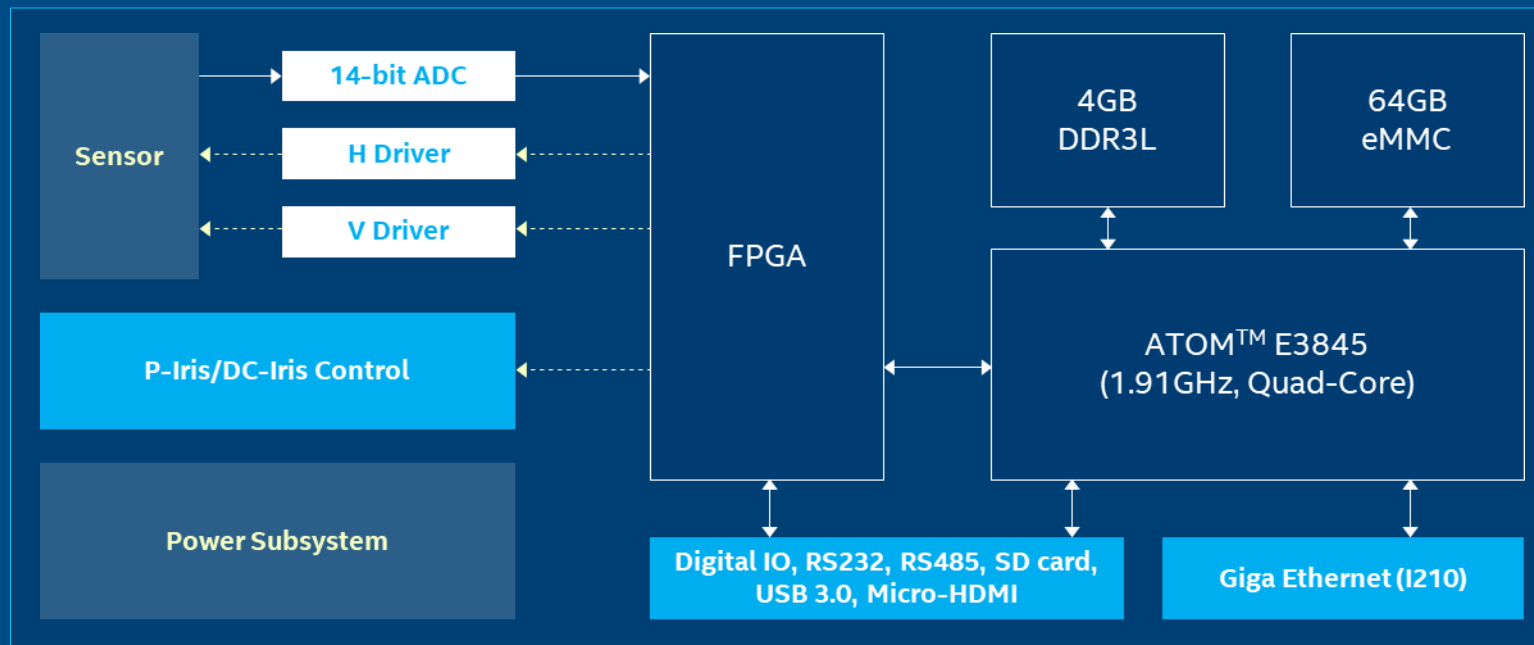 Sensor
14-bit ADC
H Driver
V Driver
P-Iris/DC-Iris Control
Power Subsystem
FPGA
4GB
DDR3L
64GB
eMMC
ATOM™ E3845
(1.91GHz, Quad-Core)
Digital IO, RS232, RS485, SD card,
USB 3.0, Micro-HDMI
Giga Ethernet (I210)